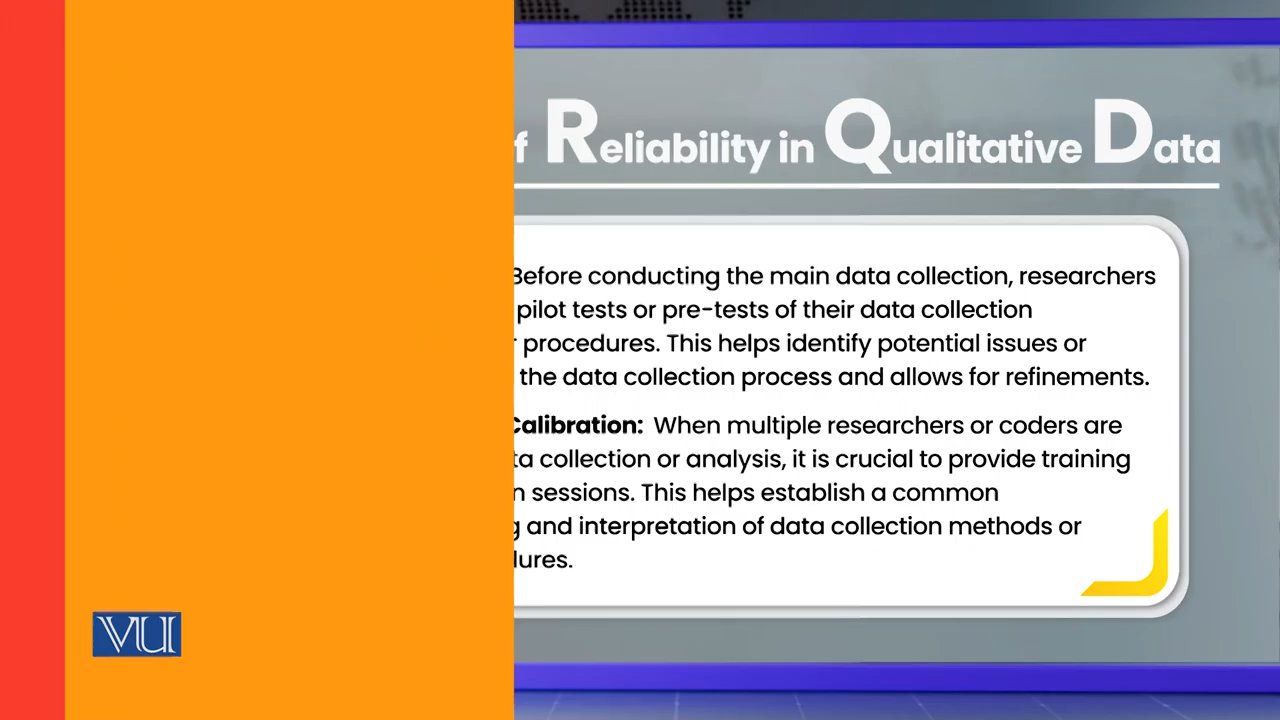 Reliability in Qualitative Data
Before conducting the main data collection, researchers
pilot tests or pre-tests of their data collection
procedures. This helps identify potential issues or
the data collection process and allows for refinements.
Calibration: When multiple researchers or coders are
collection or analysis, it is crucial to provide training
sessions. This helps establish a common
and interpretation of data collection methods or
VU